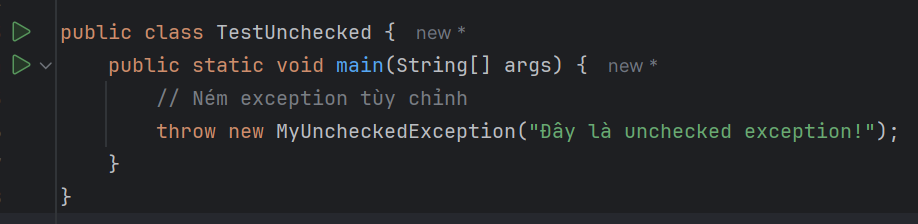 public class TestUnchecked { new *
public static void main(String[] args) { new *
// Ném exception tùy chỉnh
throw new MyUncheckedException("Đây là unchecked exception!");
}
}